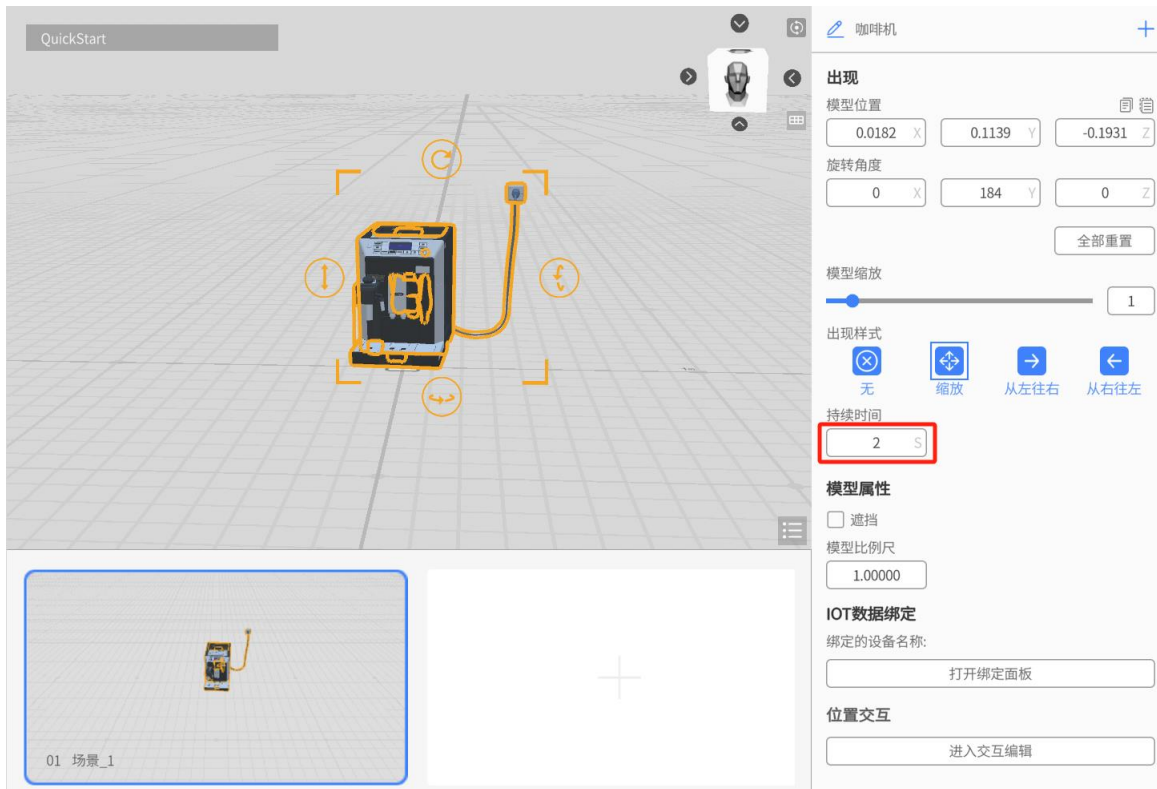 QuickStart
咖啡机
出现
模型位置
0.0182 X 0.1139 Y -0.1931 Z
旋转角度
0 X 184 Y 0 Z
全部重置
模型缩放
1
出现样式
无 缩放 从左往右 从右往左
持续时间
2 S
模型属性
遮挡
模型比例尺
1.00000
IOT数据绑定
绑定的设备名称:
打开绑定面板
位置交互
进入交互编辑
01 场景_1